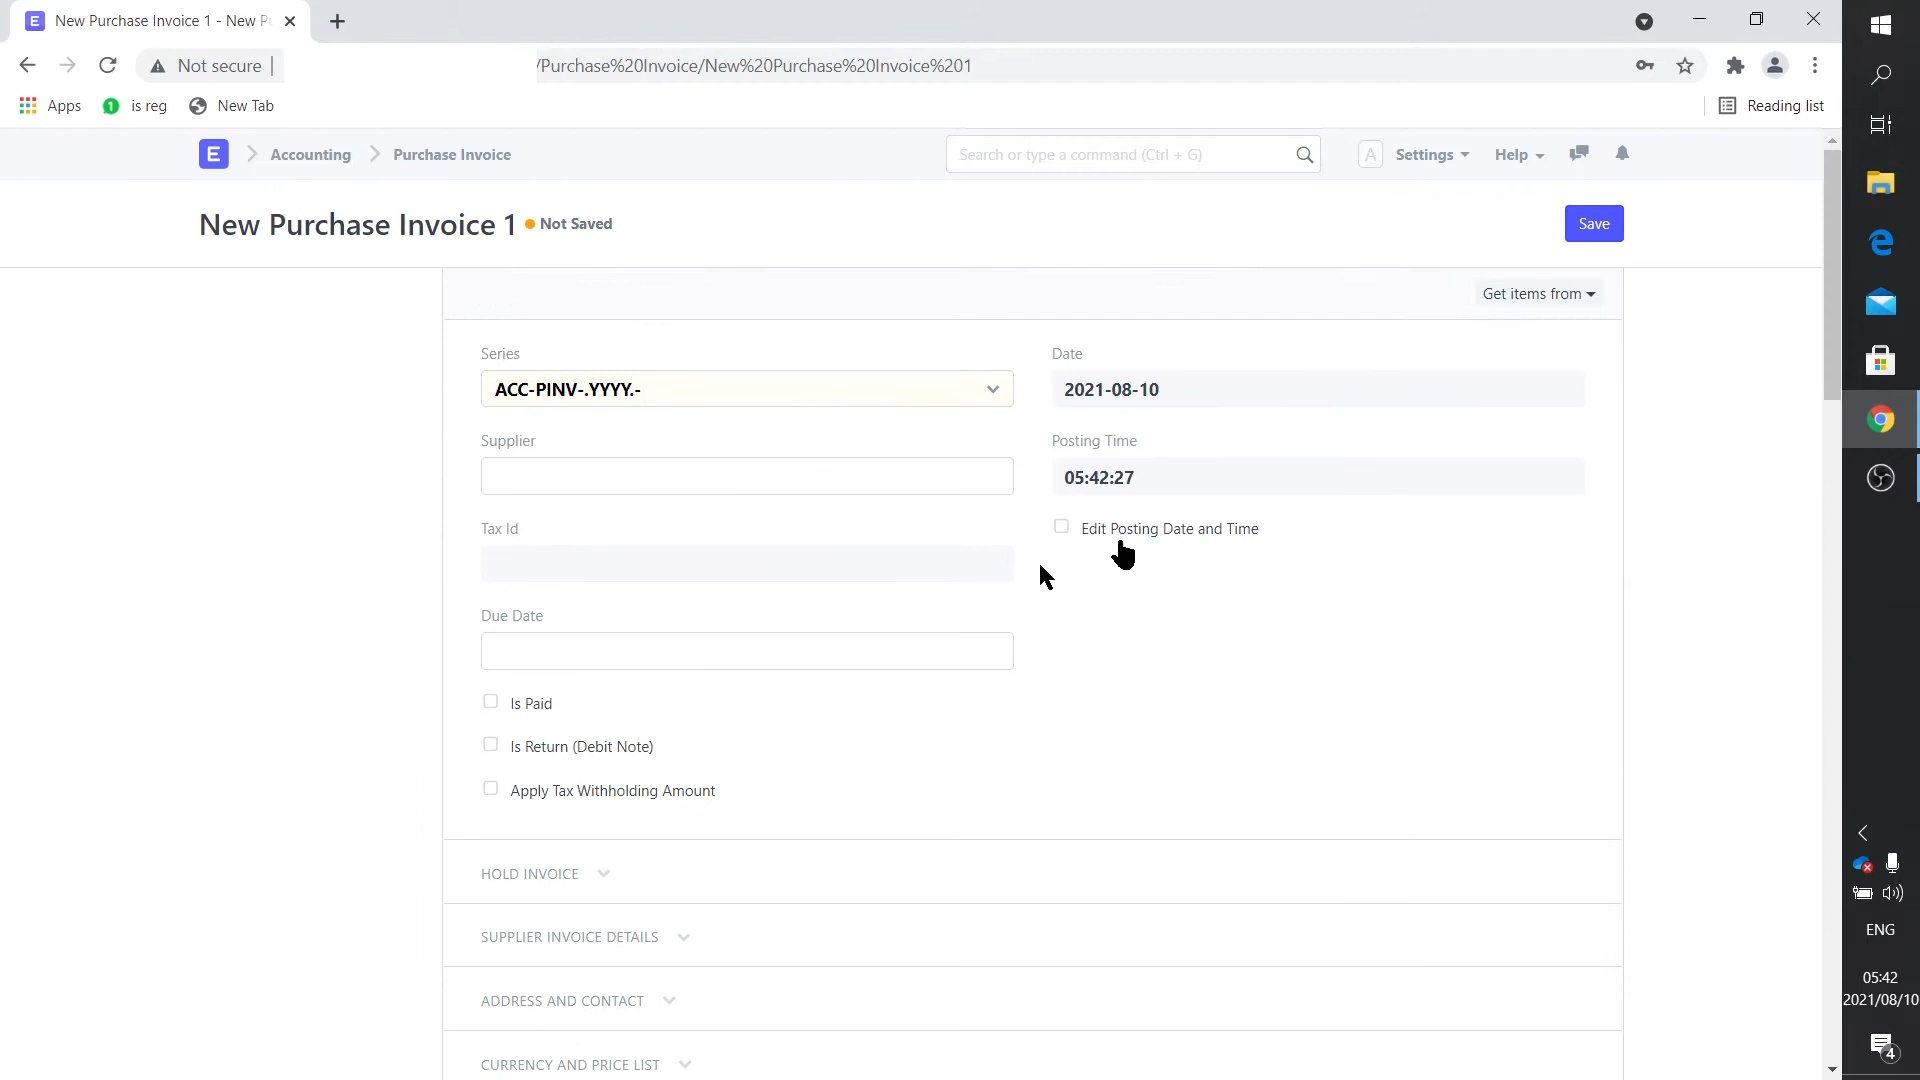 E New Purchase Invoice 1 - New P
Not secure /Purchase%20Invoice/New%20Purchase%20Invoice%201
Apps 1 is reg New Tab Reading list
E Accounting Purchase Invoice Search or type a command (Ctrl + G) A Settings Help
New Purchase Invoice 1 Not Saved Save
Get items from
Series
ACC-PINV-.YYYY.-
Date
2021-08-10
Supplier
Posting Time
05:42:27
Tax Id
Edit Posting Date and Time
Due Date
Is Paid
Is Return (Debit Note)
Apply Tax Withholding Amount
HOLD INVOICE
SUPPLIER INVOICE DETAILS
ADDRESS AND CONTACT
CURRENCY AND PRICE LIST
ENG
05:42
2021/08/10
4